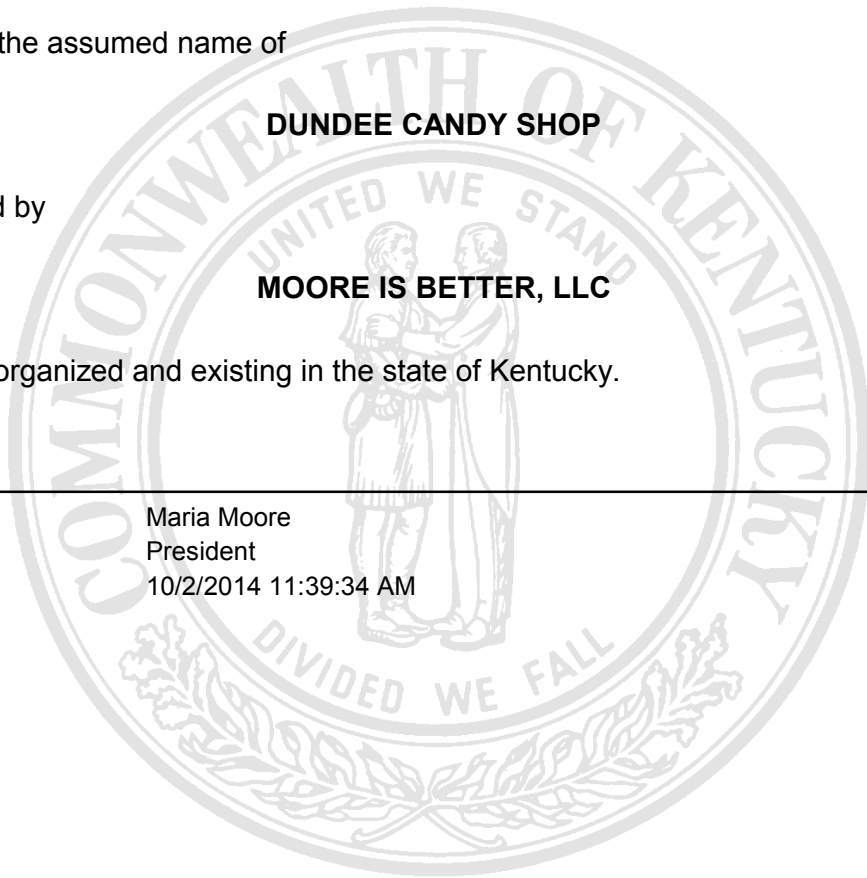 the assumed name of
DUNDEE CANDY SHOP
d by
MOORE IS BETTER, LLC
organized and existing in the state of Kentucky.
Maria Moore
President
10/2/2014 11:39:34 AM
COMMONWEALTH OF KENTUCKY
UNITED WE STAND
DIVIDED WE FALL